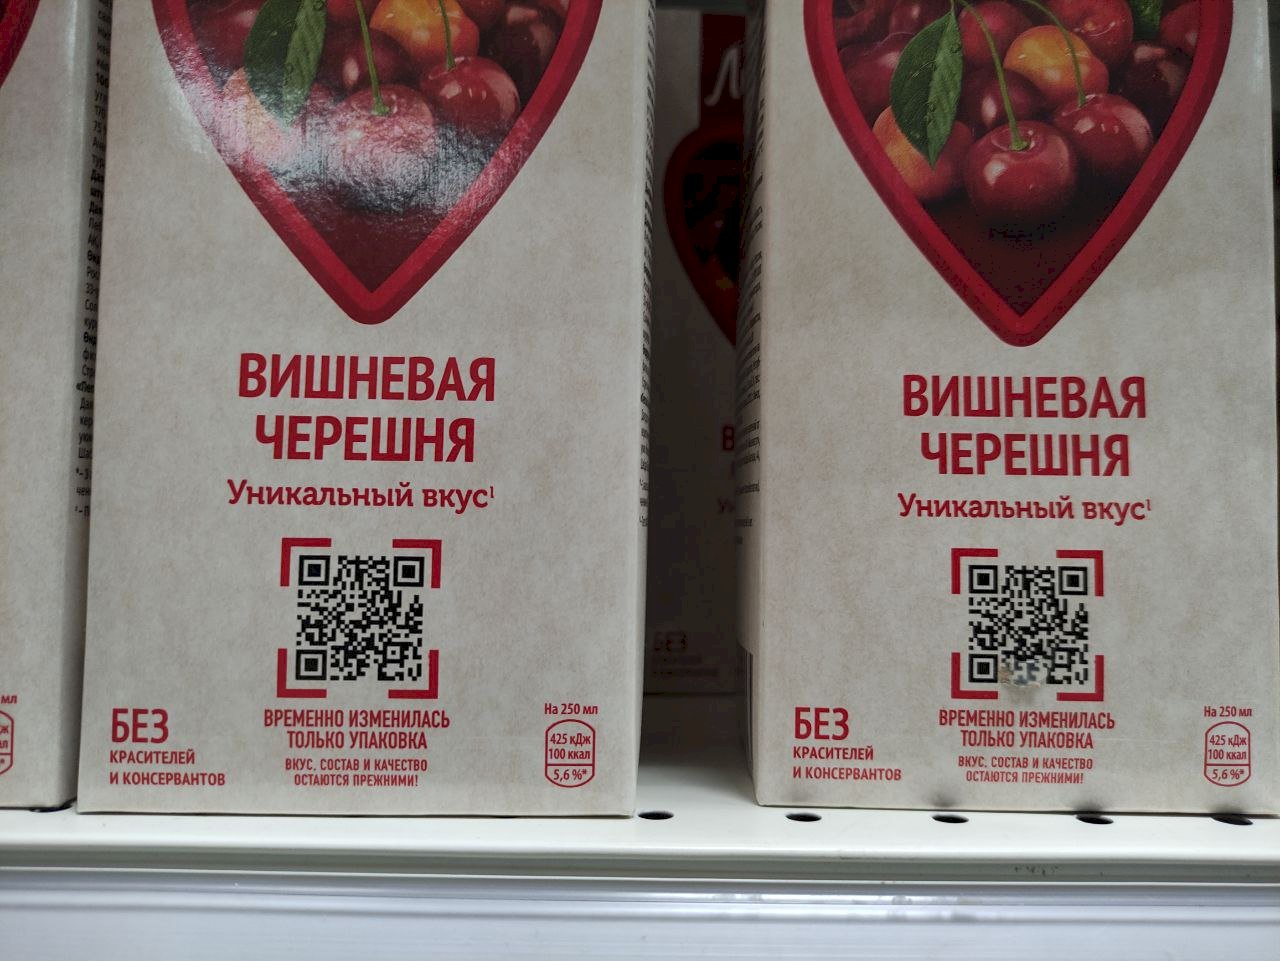 ВИШНЕВАЯ
ЧЕРЕШНЯ
Уникальный вкус¹
БЕЗ
КРАСИТЕЛЕЙ
И КОНСЕРВАНТОВ
ВРЕМЕННО ИЗМЕНИЛАСЬ
ТОЛЬКО УПАКОВКА
ВКУС, СОСТАВ И КАЧЕСТВО
ОСТАЮТСЯ ПРЕЖНИМИ!
На 250 мл
425 кДж
100 ккал
5,6 %*
ВИШНЕВАЯ
ЧЕРЕШНЯ
Уникальный вкус¹
БЕЗ
КРАСИТЕЛЕЙ
И КОНСЕРВАНТОВ
ВРЕМЕННО ИЗМЕНИЛАСЬ
ТОЛЬКО УПАКОВКА
ВКУС, СОСТАВ И КАЧЕСТВО
ОСТАЮТСЯ ПРЕЖНИМИ!
На 250 мл
425 кДж
100 ккал
5,6 %*